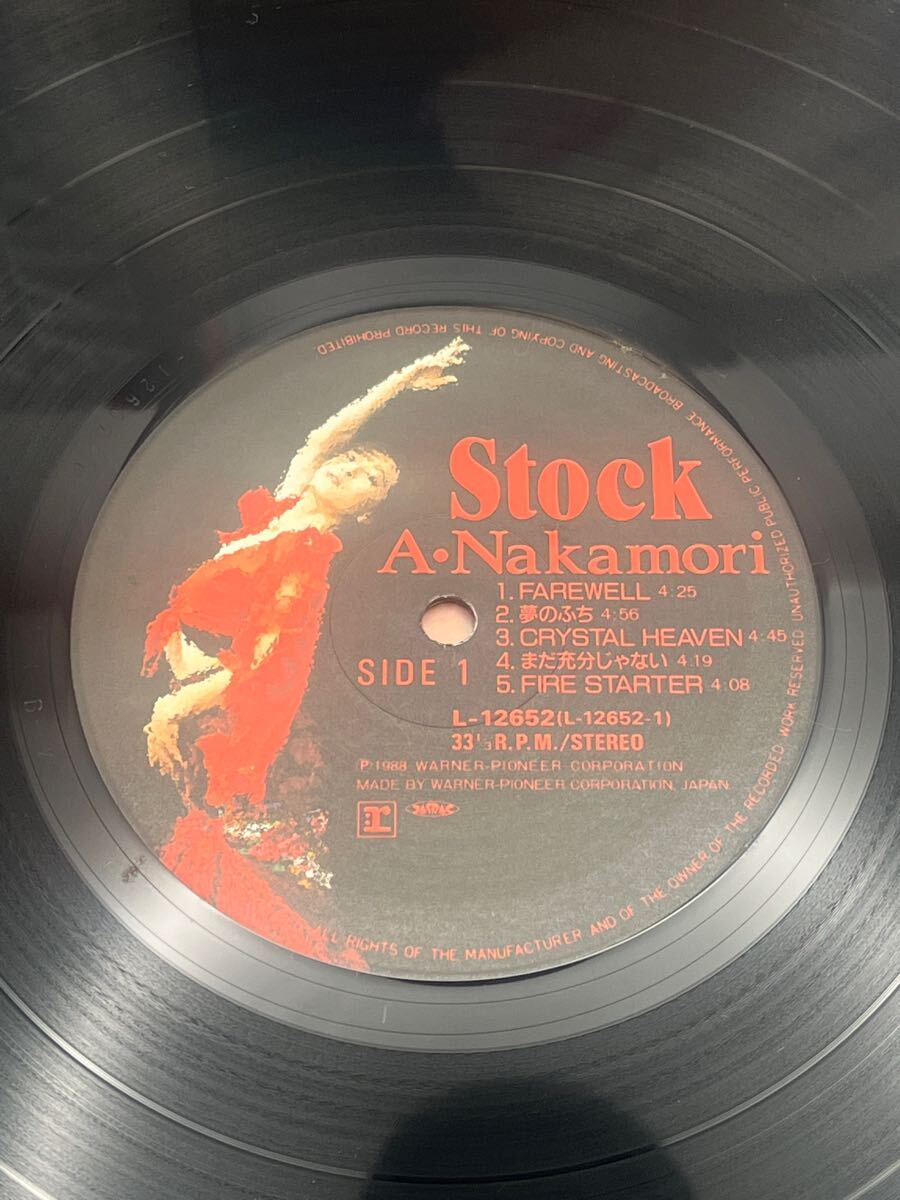 Stock
A•Nakamori
1. FAREWELL 4:25
2. 夢のふち 4:56
3. CRYSTAL HEAVEN 4:45
4. まだ充分じゃない 4:19
5. FIRE STARTER 4:08
SIDE 1
L-12652(L-12652-1)
33⅓ R.P.M./STEREO
P:1988 WARNER-PIONEER CORPORATION
MADE BY WARNER-PIONEER CORPORATION, JAPAN
r
JASRAC
ALL RIGHTS OF THE MANUFACTURER AND OF THE OWNER OF THE RECORDED WORK RESERVED UNAUTHORIZED PUBLIC PERFORMANCE BROADCASTING AND COPYING OF THIS RECORD PROHIBITED.